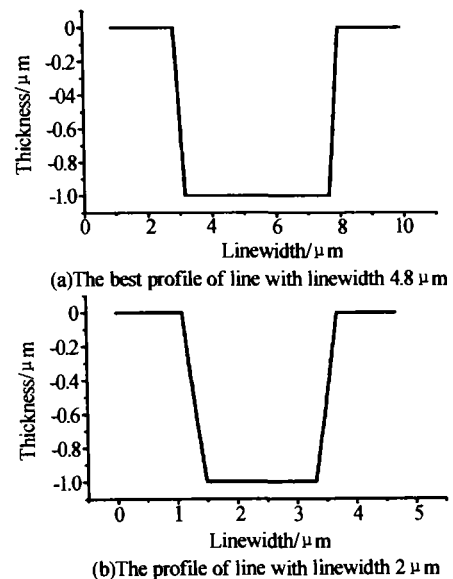 0
-0.2
-0.4
-0.6
-0.8
-1.0
Thickness/μm
0 2 4 6 8 10
Linewidth/μm
(a)The best profile of line with linewidth 4.8 μm
0
-0.2
-0.4
-0.6
-0.8
-1.0
Thickness/μm
0 1 2 3 4 5
Linewidth/μm
(b)The profile of line with linewidth 2 μm